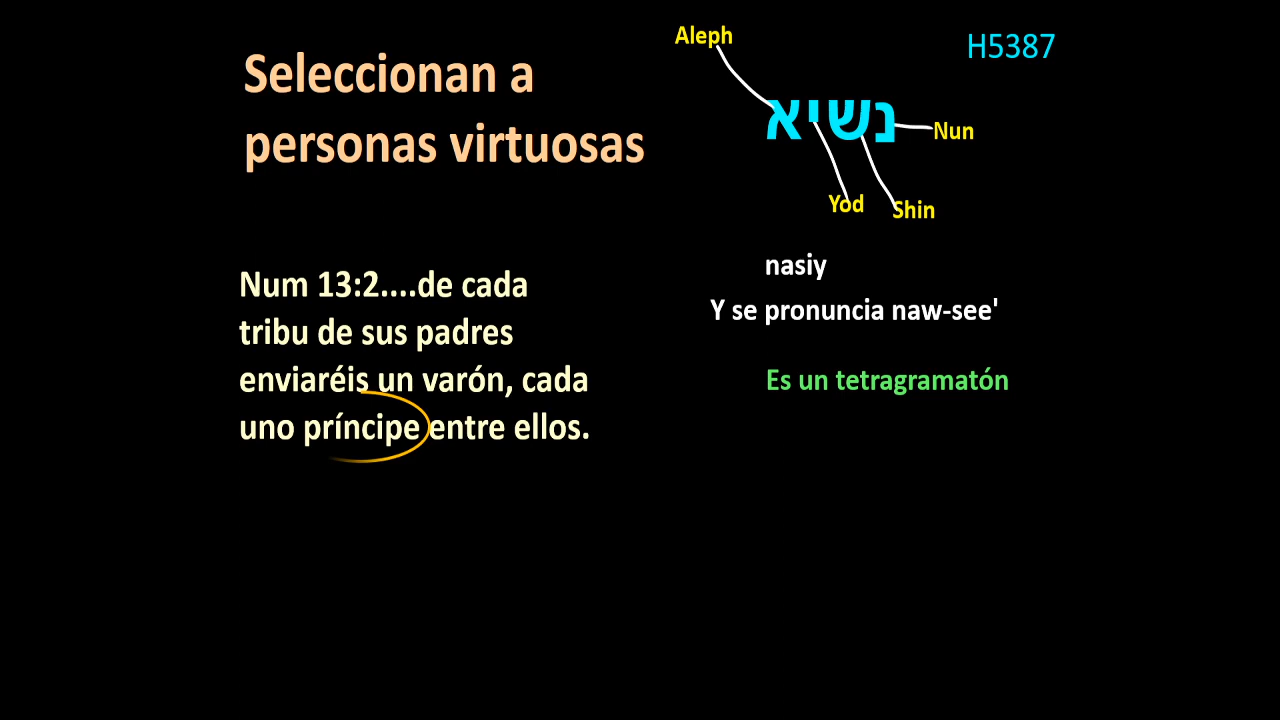 Seleccionan a
personas virtuosas
Num 13:2....de cada
tribu de sus padres
enviaréis un varón, cada
uno príncipe entre ellos.
Aleph
H5387
נשיא
Nun
Yod
Shin
nasiy
Y se pronuncia naw-see'
Es un tetragramatón